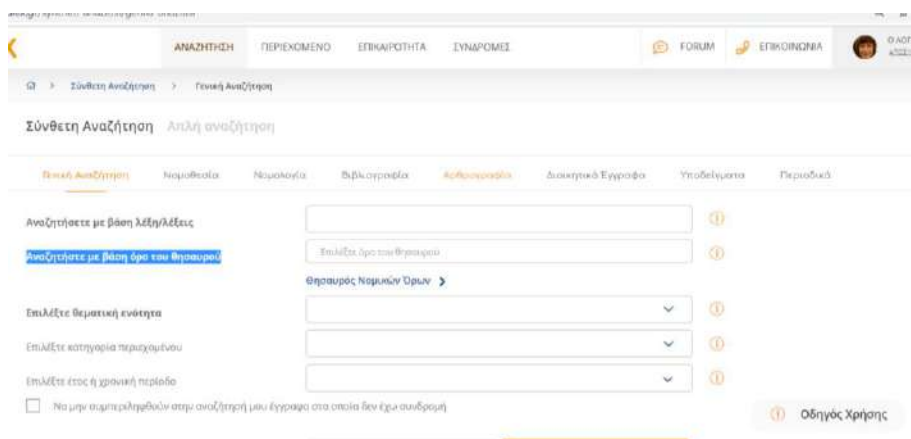 ΑΝΑΖΗΤΗΣΗ ΠΕΡΙΕΧΟΜΕΝΟ ΕΠΙΚΑΙΡΟΤΗΤΑ ΣΥΝΔΡΟΜΕΣ FORUM ΕΠΙΚΟΙΝΩΝΙΑ
Σύνθετη Αναζήτηση > Γενική Αναζήτηση
Σύνθετη Αναζήτηση Απλή αναζήτηση
Γενική Αναζήτηση Νομοθεσία Νομολογία Βιβλιογραφία Αρθρογραφία Διοικητικά Έγγραφα Υποδείγματα Περιοδικά
Αναζητήσετε με βάση λέξη/λέξεις
Αναζητήστε με βάση όρο του θησαυρού Επιλέξτε όρο του θησαυρού
Θησαυρός Νομικών Όρων
Επιλέξτε θεματική ενότητα
Επιλέξτε κατηγορία περιεχομένου
Επιλέξτε έτος ή χρονική περίοδο
Να μην συμπεριληφθούν στην αναζήτησή μου έγγραφα στα οποία δεν έχω συνδρομή
Οδηγός Χρήσης